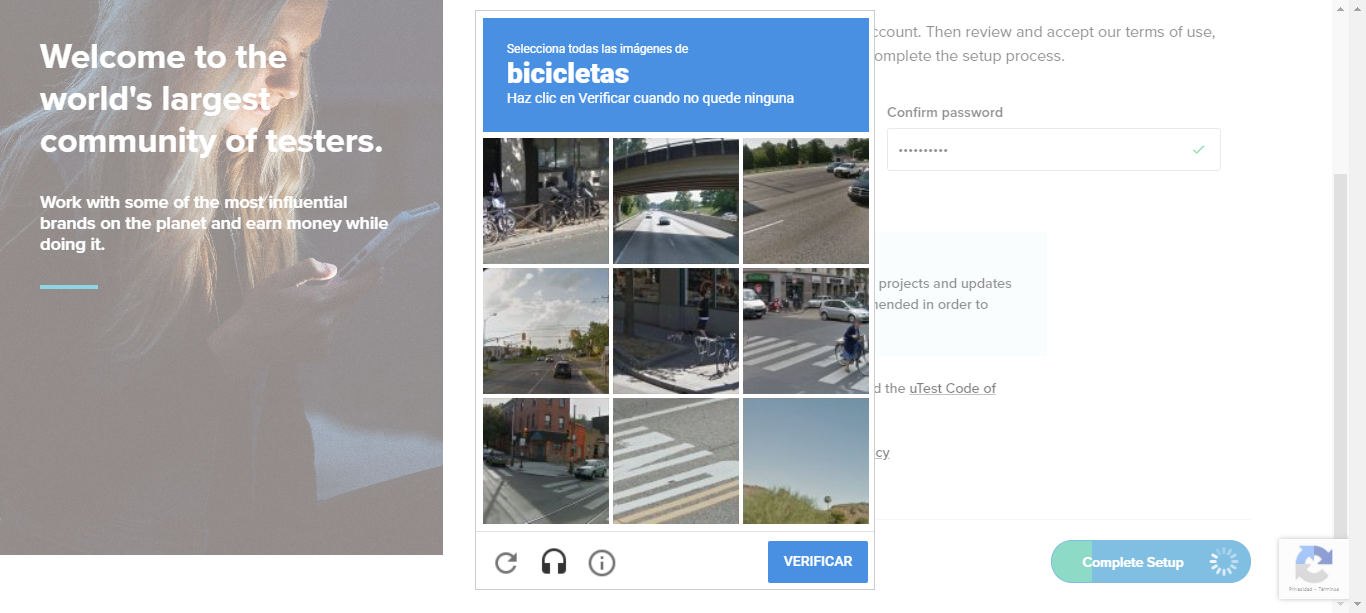 Welcome to the
world's largest
community of testers.
Work with some of the most influential
brands on the planet and earn money while
doing it.
Selecciona todas las imágenes de
bicicletas
Haz clic en Verificar cuando no quede ninguna
VERIFICAR
ccount. Then review and accept our terms of use,
omplete the setup process.
Confirm password
projects and updates
nended in order to
d the uTest Code of
cy
Complete Setup
Privacidad - Términos